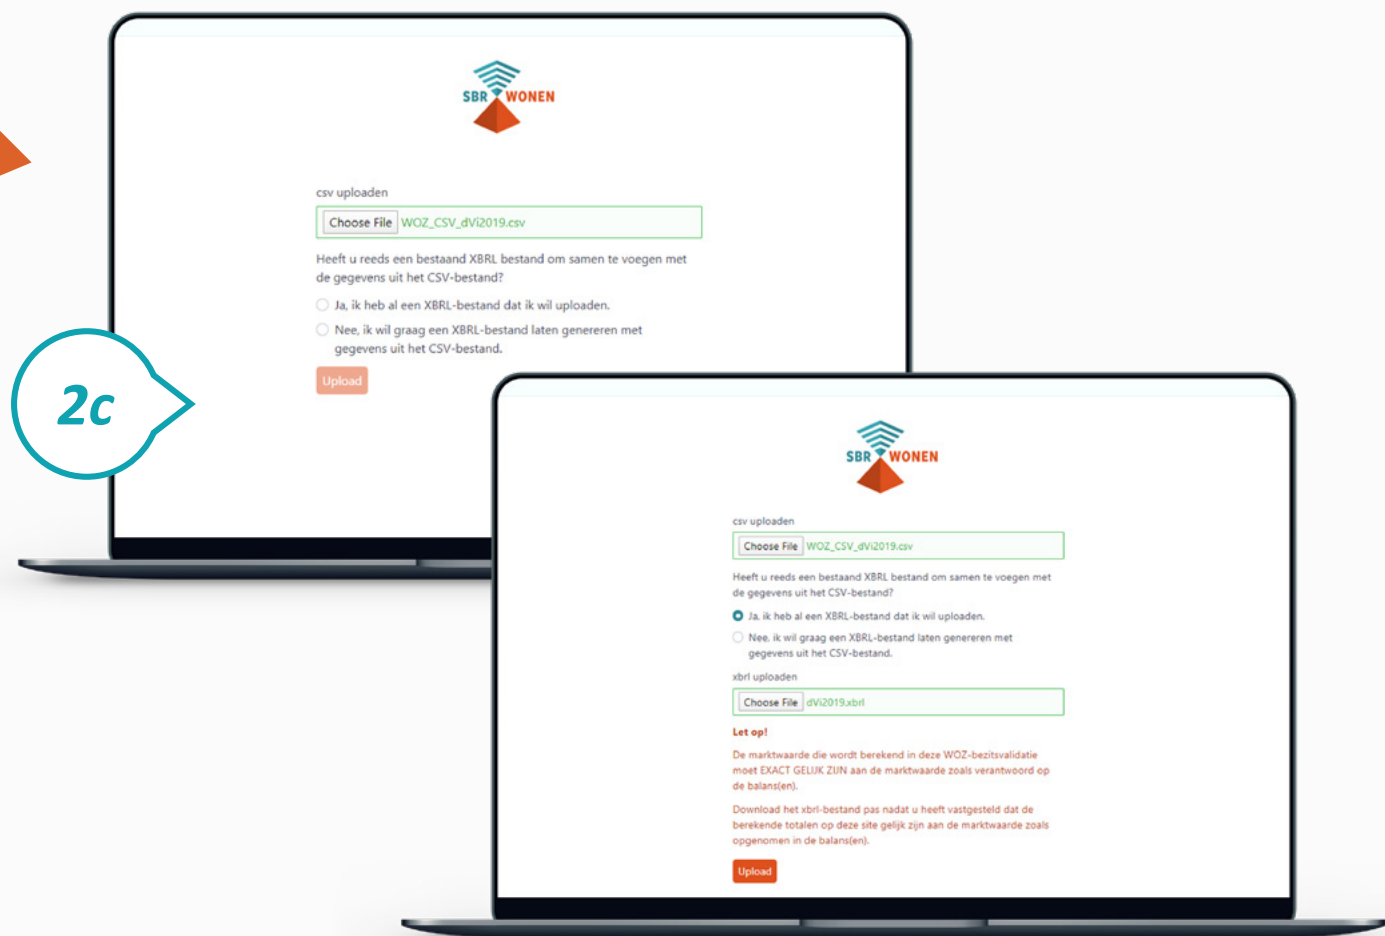 SBR WONEN
csv uploaden
Choose File WOZ_CSV_dVi2019.csv
Heeft u reeds een bestaand XBRL bestand om samen te voegen met
de gegevens uit het CSV-bestand?
Ja, ik heb al een XBRL-bestand dat ik wil uploaden.
Nee, ik wil graag een XBRL-bestand laten genereren met
gegevens uit het CSV-bestand.
Upload
2c
SBR WONEN
csv uploaden
Choose File WOZ_CSV_dVi2019.csv
Heeft u reeds een bestaand XBRL bestand om samen te voegen met
de gegevens uit het CSV-bestand?
Ja, ik heb al een XBRL-bestand dat ik wil uploaden.
Nee, ik wil graag een XBRL-bestand laten genereren met
gegevens uit het CSV-bestand.
xbrl uploaden
Choose File dVi2019.xbrl
Let op!
De marktwaarde die wordt berekend in deze WOZ-bezitsvalidatie
moet EXACT GELIJK ZIJN aan de marktwaarde zoals verantwoord op
de balans(en).
Download het xbrl-bestand pas nadat u heeft vastgesteld dat de
berekende totalen op deze site gelijk zijn aan de marktwaarde zoals
opgenomen in de balans(en).
Upload